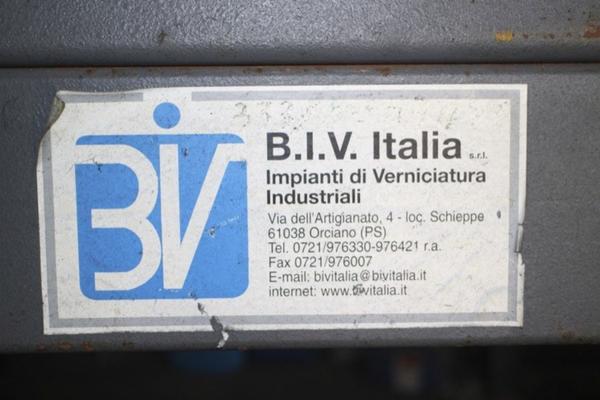 BIV
B.I.V. Italia s.r.l.
Impianti di Verniciatura
Industriali
Via dell'Artigianato, 4 - loc. Schieppe
61038 Orciano (PS)
Tel. 0721/976330-976421 r.a.
Fax 0721/976007
E-mail: bivitalia@bivitalia.it
internet: www.bivitalia.it